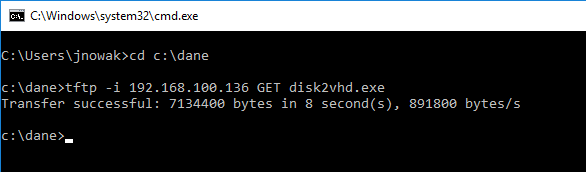 C:\Windows\system32\cmd.exe
C:\Users\jnowak>cd c:\dane
c:\dane>tftp -i 192.168.100.136 GET disk2vhd.exe
Transfer successful: 7134400 bytes in 8 second(s), 891800 bytes/s
c:\dane>